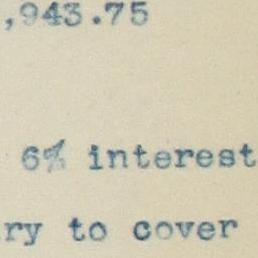 ,943.75
6% interest
ry to cover